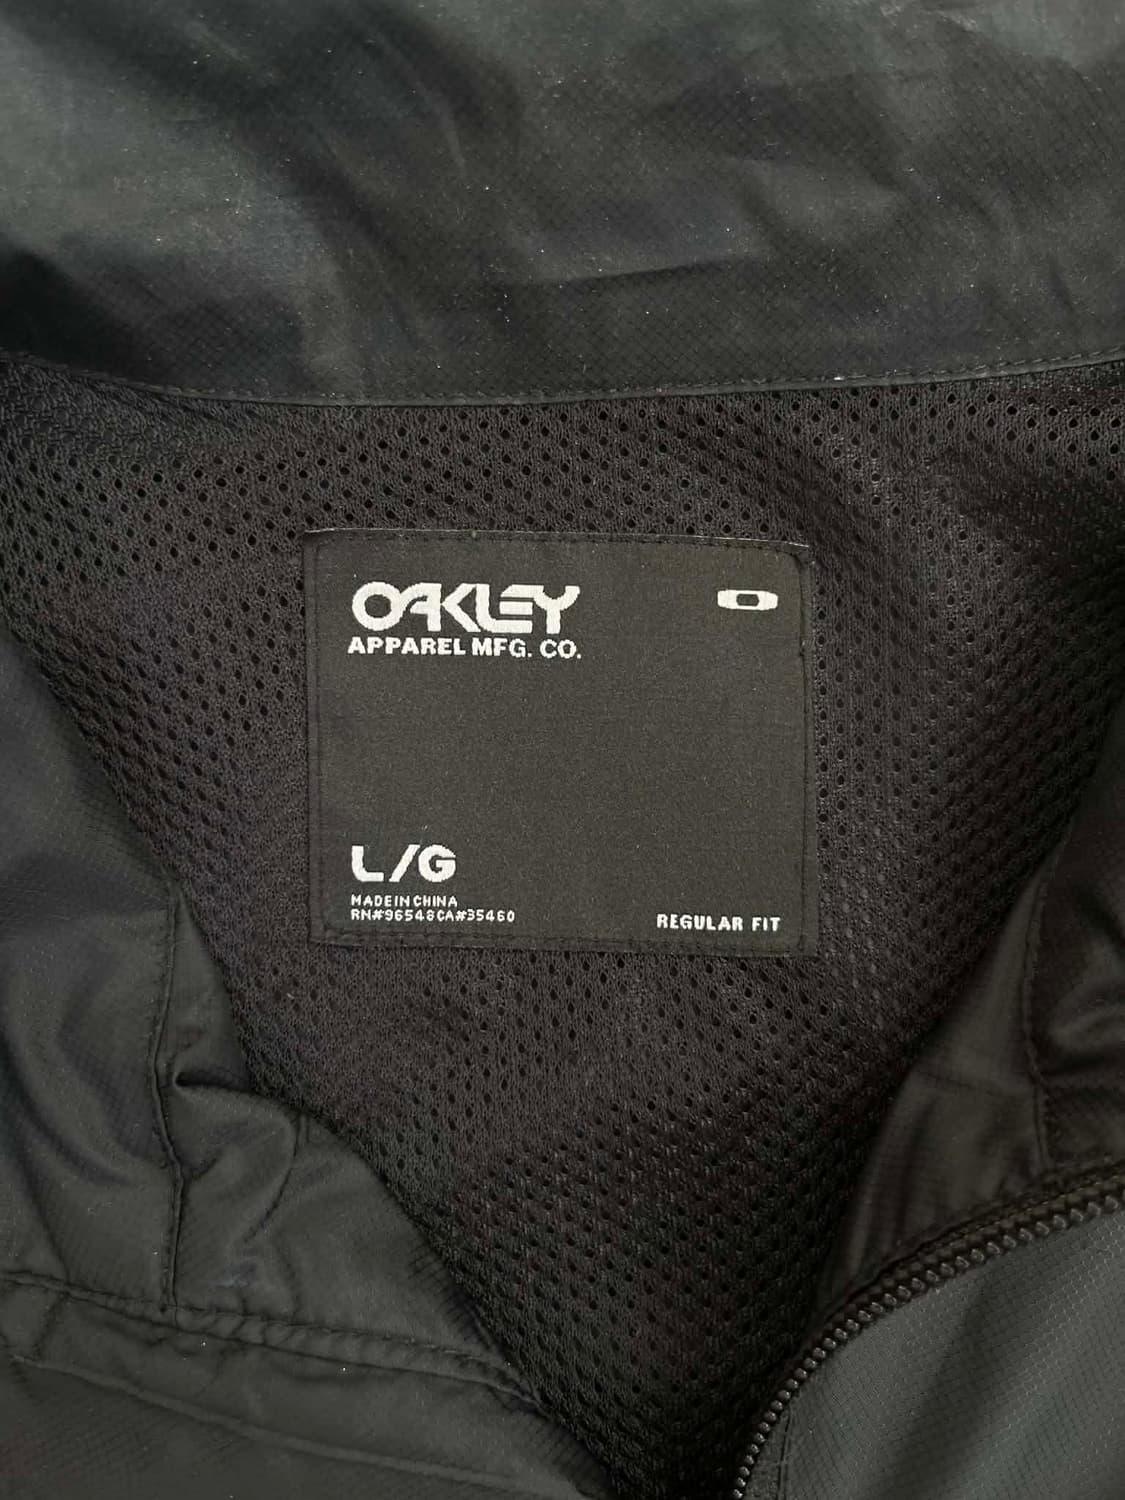 OAKLEY
APPAREL MFG. CO.
L/G
MADE IN CHINA
RN#96548CA#35460
REGULAR FIT